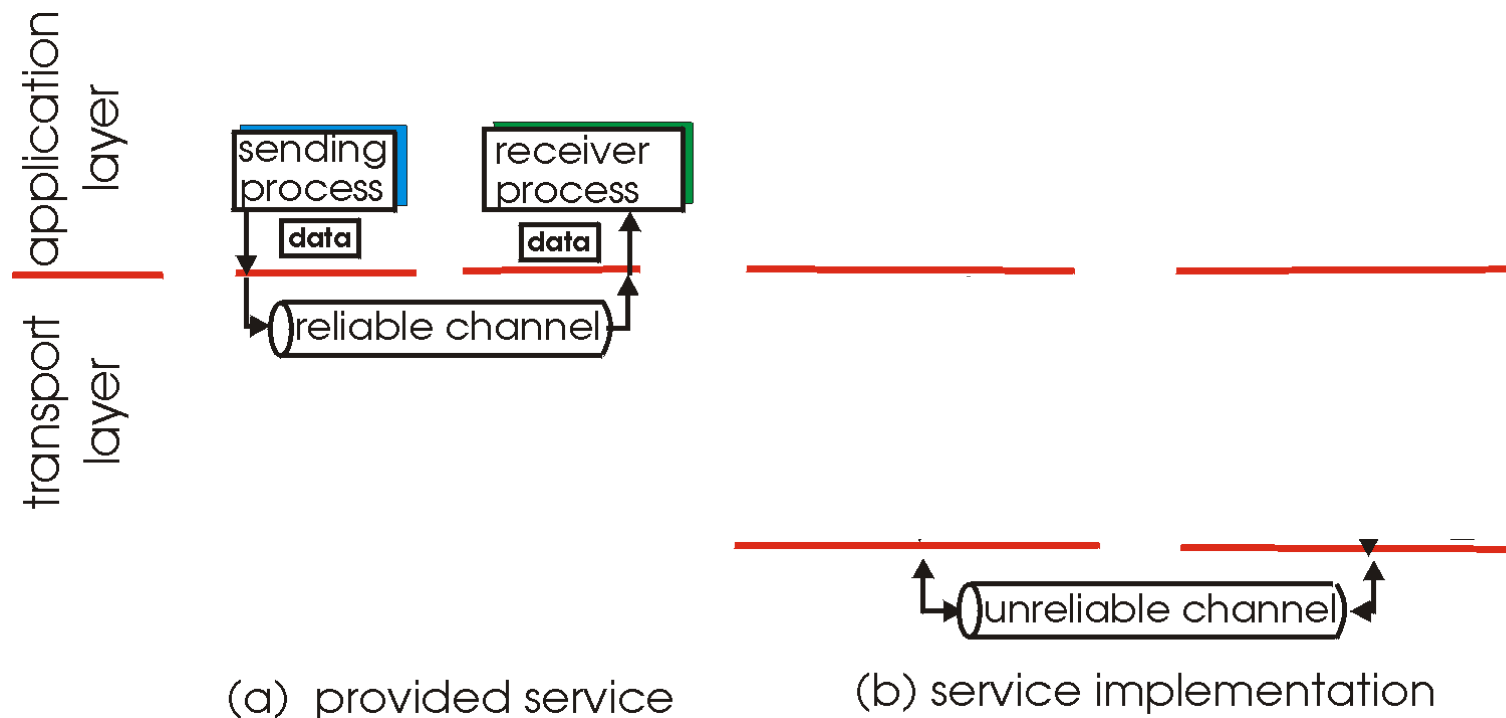 application
layer
transport
layer
sending
process
data
receiver
process
data
reliable channel
unreliable channel
(a) provided service
(b) service implementation